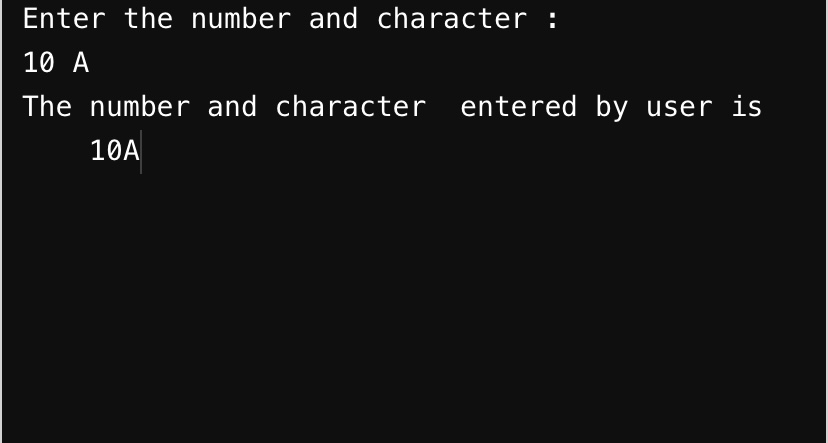 Enter the number and character :
10 A
The number and character  entered by user is
    10A